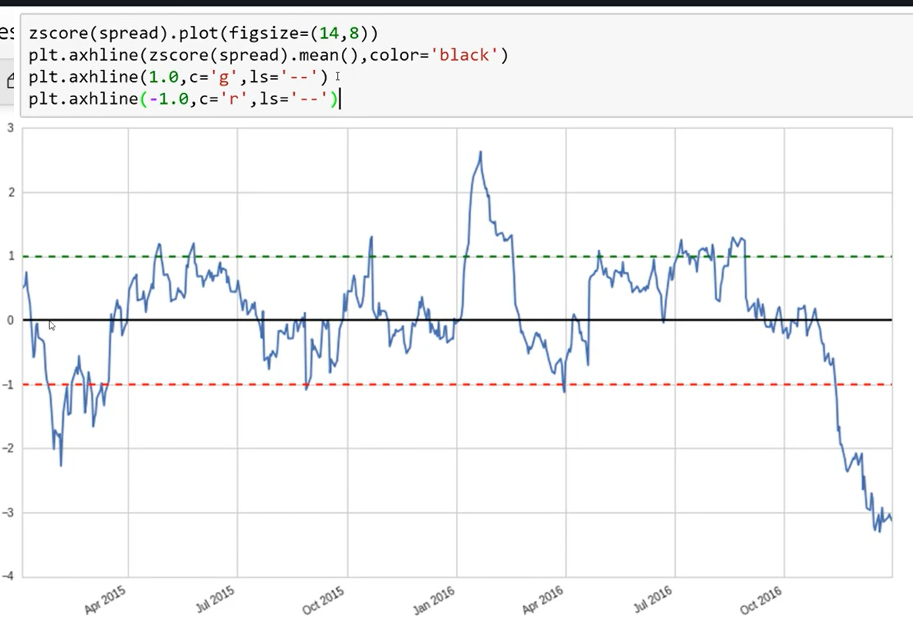 es
zscore(spread).plot(figsize=(14,8))
plt.axhline(zscore(spread).mean(),color='black')
plt.axhline(1.0,c='g',ls='--')
plt.axhline(-1.0,c='r',ls='--')
3
2
1
0
-1
-2
-3
-4
Apr 2015
Jul 2015
Oct 2015
Jan 2016
Apr 2016
Jul 2016
Oct 2016